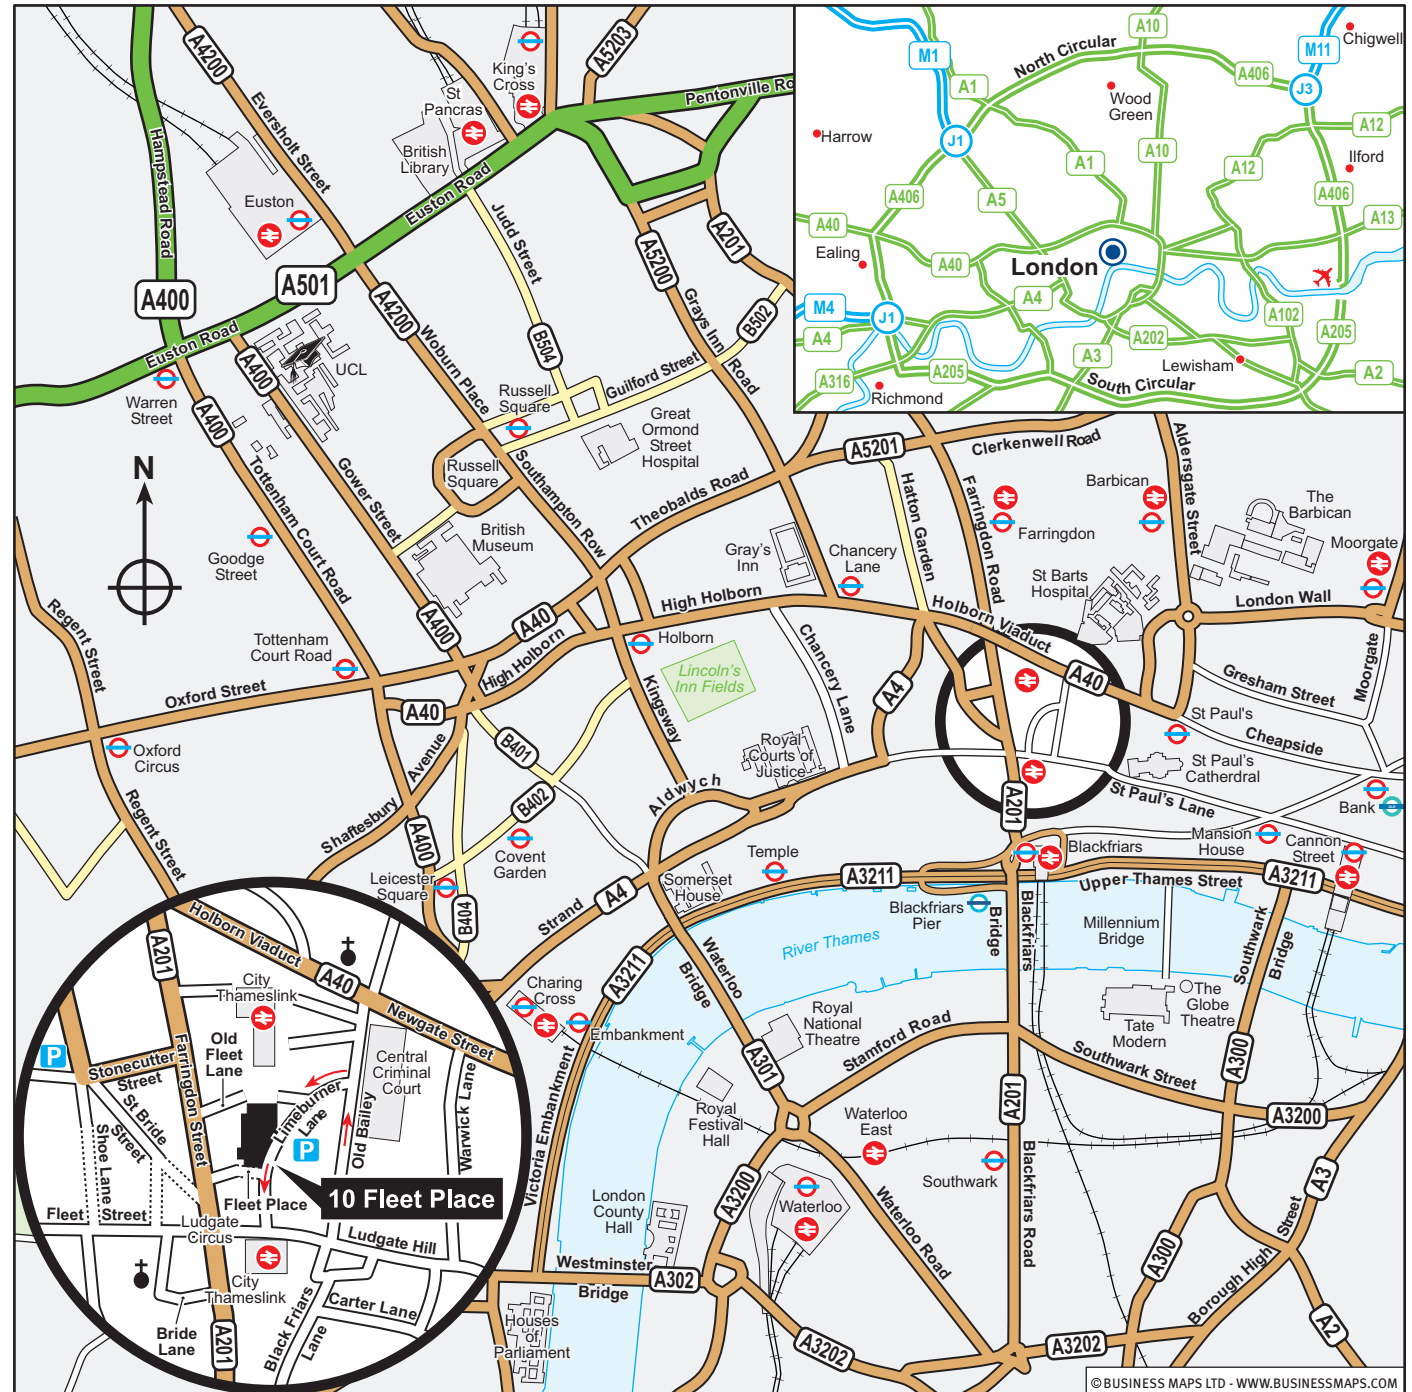 A4200
A5203
King's
Cross
St
Pancras
Pentonville Ro
Eversholt Street
Hampstead Road
British
Library
Euston Road
Euston
Judd Street
A5200
A201
A400
A501
A4200
Euston Road
Woburn Place
Grays Inn Road
B502
B504
A400
UCL
Warren
Street
Russell
Square
Guilford Street
A400
Great
Ormond
Street
Hospital
N
Tottenham Court Road
Gower Street
Russell
Square
Southampton Row
Theobalds Road
A5201
Clerkenwell Road
Aldersgate Street
Hatton Garden
Farringdon Road
Barbican
The
Barbican
Farringdon
Moorgate
British
Museum
Goodge
Street
Gray's
Inn
Chancery
Lane
St Barts
Hospital
London Wall
Regent Street
A400
A40
High Holborn
High Holborn
Holborn Viaduct
Tottenham
Court Road
Holborn
Chancery Lane
Lincoln's
Inn Fields
Moorgate
Gresham Street
A4
A40
Oxford Street
A40
Kingsway
St Paul's
Cheapside
Oxford
Circus
B401
Royal
Courts of
Justice
St Paul's
Catherdral
Avenue
Shaftesbury
B402
Aldwych
A201
St Paul's Lane
Bank
Regent Street
A400
Covent
Garden
Temple
Blackfriars
Mansion
House
Cannon
Street
Leicester
Square
Somerset
House
A3211
Upper Thames Street
A3211
B404
Strand
A4
Blackfriars
Pier
Blackfriars
Bridge
Millennium
Bridge
Southwark
Bridge
River Thames
A3211
Waterloo
Bridge
Charing
Cross
Embankment
Royal
National
Theatre
Stamford Road
Tate
Modern
The
Globe
Theatre
A301
Southwark Street
A300
Royal
Festival
Hall
A201
Waterloo
East
A3200
Victoria Embankment
Southwark
Blackfriars Road
A3
London
County
Hall
A3200
Waterloo
Waterloo Road
Westminster
Bridge
A302
A300
Borough High Street
Houses
of
Parliament
A3202
A3202
A2
Holborn Viaduct
A201
A40
Newgate Street
City
Thameslink
Old
Fleet
Lane
P
Stonecutter
Street
Farringdon Street
Central
Criminal
Court
Limeburner
Lane
St Bride
Street
Shoe Lane
P
Old Bailey
Warwick Lane
10 Fleet Place
Fleet Place
Fleet Street
Ludgate
Circus
Ludgate Hill
City
Thameslink
Bride
Lane
A201
Black Friars
Lane
Carter Lane
A10
M1
North Circular
M11
Chigwell
A1
A406
J3
Wood
Green
Harrow
J1
A12
A10
A1
Ilford
A12
A406
A5
A406
A40
A13
Ealing
A40
London
M4
A4
J1
A102
A4
A202
A205
A3
Lewisham
A316
A205
South Circular
A2
Richmond
© BUSINESS MAPS LTD - WWW.BUSINESSMAPS.COM